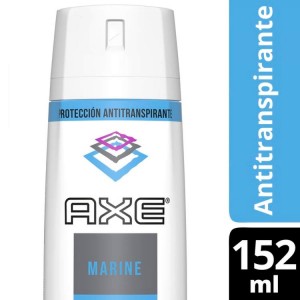 PROTECCIÓN ANTITRANSPIRANTE
AXE®
MARINE
Antitranspirante
152
ml